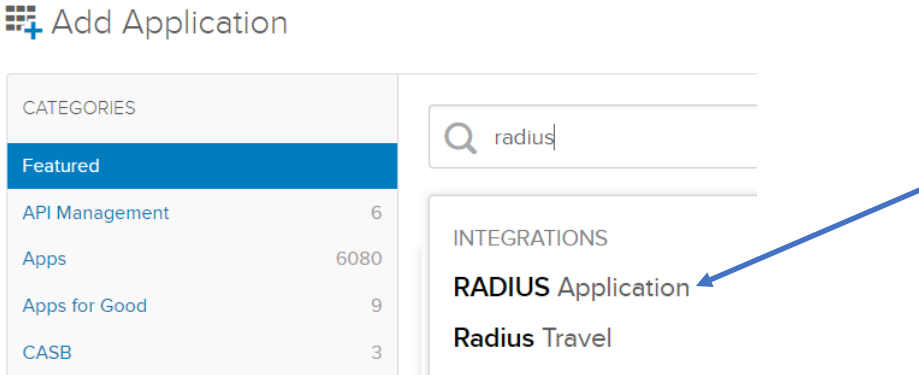 Add Application
CATEGORIES
Featured
API Management 6
Apps 6080
Apps for Good 9
CASB 3
radius
INTEGRATIONS
RADIUS Application
Radius Travel